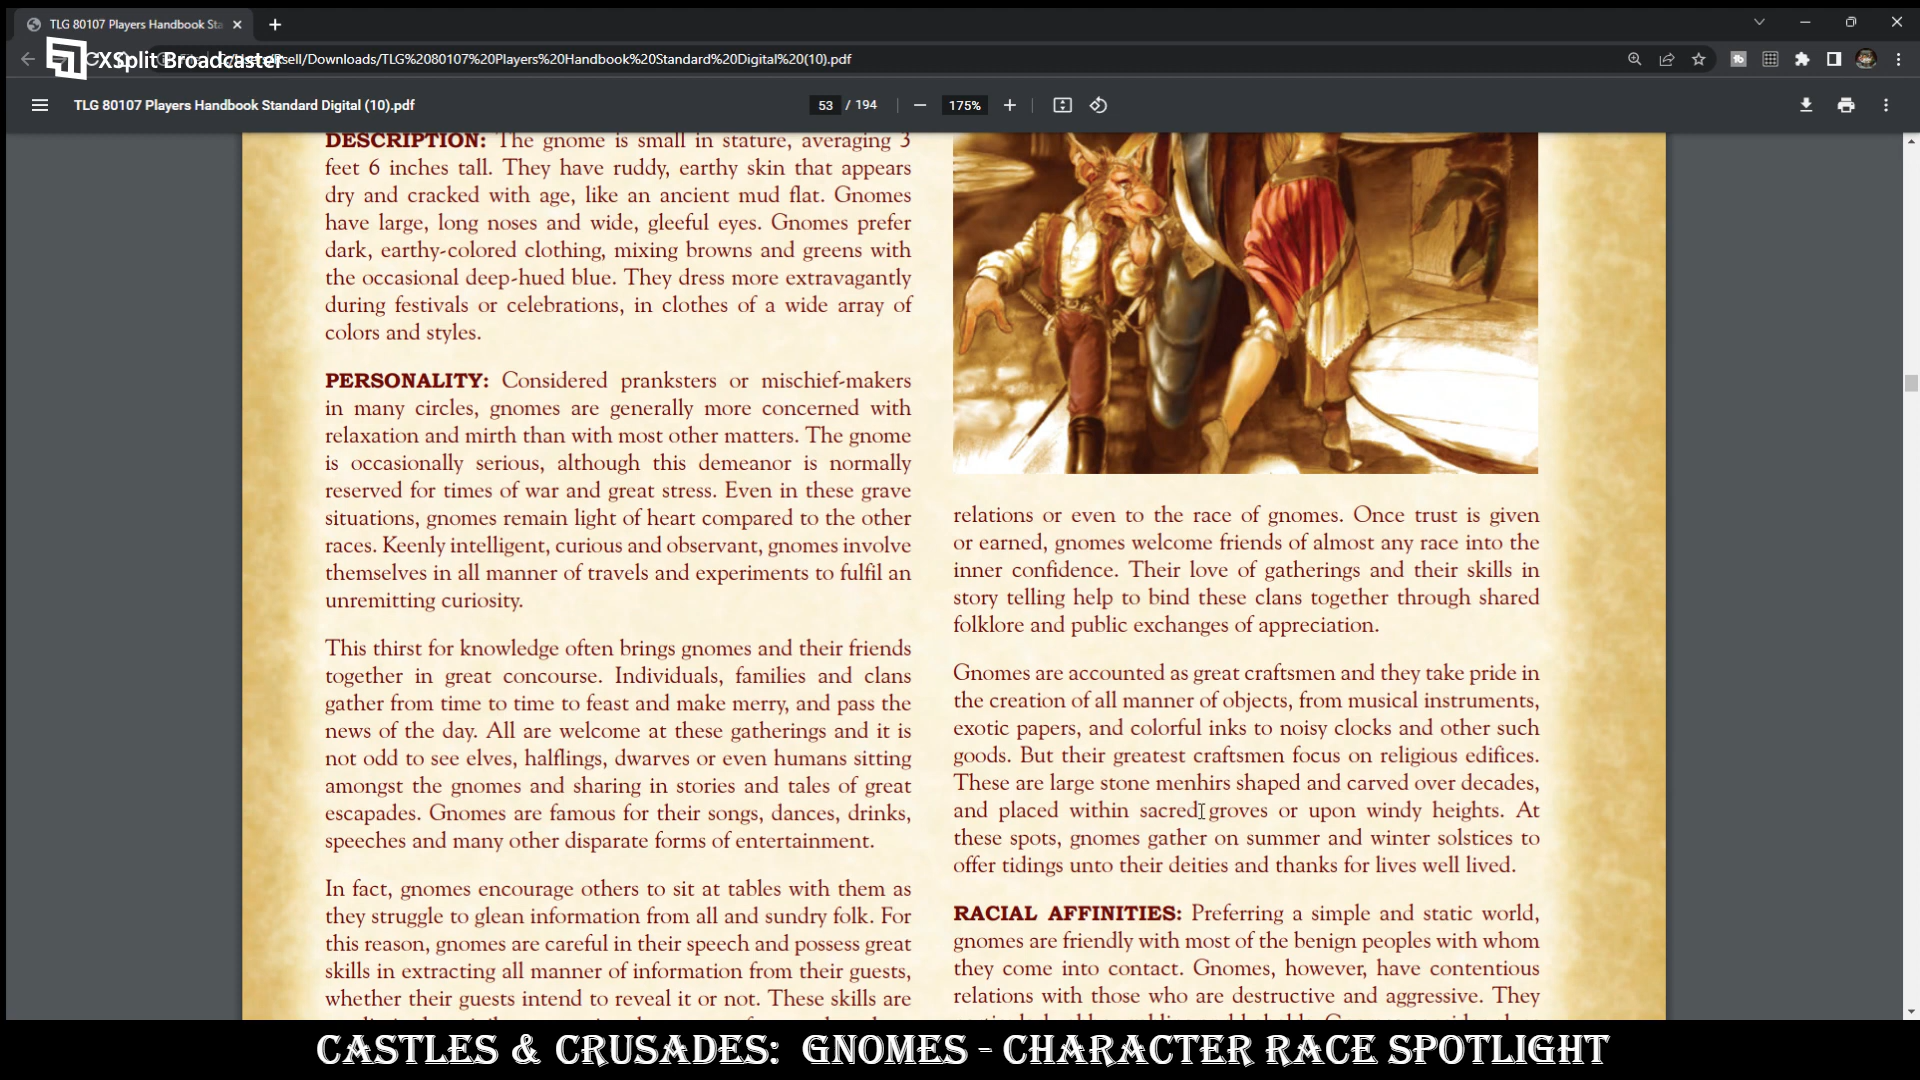 TLG 80107 Players Handbook Sta
XSplit Broadcaster
sell/Downloads/TLG%2080107%20Players%20Handbook%20Standard%20Digital%20(10).pdf
TLG 80107 Players Handbook Standard Digital (10).pdf
53 / 194
175%
DESCRIPTION: The gnome is small in stature, averaging 3
feet 6 inches tall. They have ruddy, earthy skin that appears
dry and cracked with age, like an ancient mud flat. Gnomes
have large, long noses and wide, gleeful eyes. Gnomes prefer
dark, earthy-colored clothing, mixing browns and greens with
the occasional deep-hued blue. They dress more extravagantly
during festivals or celebrations, in clothes of a wide array of
colors and styles.
PERSONALITY: Considered pranksters or mischief-makers
in many circles, gnomes are generally more concerned with
relaxation and mirth than with most other matters. The gnome
is occasionally serious, although this demeanor is normally
reserved for times of war and great stress. Even in these grave
situations, gnomes remain light of heart compared to the other
races. Keenly intelligent, curious and observant, gnomes involve
themselves in all manner of travels and experiments to fulfil an
unremitting curiosity.
This thirst for knowledge often brings gnomes and their friends
together in great concourse. Individuals, families and clans
gather from time to time to feast and make merry, and pass the
news of the day. All are welcome at these gatherings and it is
not odd to see elves, halflings, dwarves or even humans sitting
amongst the gnomes and sharing in stories and tales of great
escapades. Gnomes are famous for their songs, dances, drinks,
speeches and many other disparate forms of entertainment.
In fact, gnomes encourage others to sit at tables with them as
they struggle to glean information from all and sundry folk. For
this reason, gnomes are careful in their speech and possess great
skills in extracting all manner of information from their guests,
whether their guests intend to reveal it or not. These skills are
relations or even to the race of gnomes. Once trust is given
or earned, gnomes welcome friends of almost any race into the
inner confidence. Their love of gatherings and their skills in
story telling help to bind these clans together through shared
folklore and public exchanges of appreciation.
Gnomes are accounted as great craftsmen and they take pride in
the creation of all manner of objects, from musical instruments,
exotic papers, and colorful inks to noisy clocks and other such
goods. But their greatest craftsmen focus on religious edifices.
These are large stone menhirs shaped and carved over decades,
and placed within sacred groves or upon windy heights. At
these spots, gnomes gather on summer and winter solstices to
offer tidings unto their deities and thanks for lives well lived.
RACIAL AFFINITIES: Preferring a simple and static world,
gnomes are friendly with most of the benign peoples with whom
they come into contact. Gnomes, however, have contentious
relations with those who are destructive and aggressive. They
CASTLES & CRUSADES: GNOMES - CHARACTER RACE SPOTLIGHT